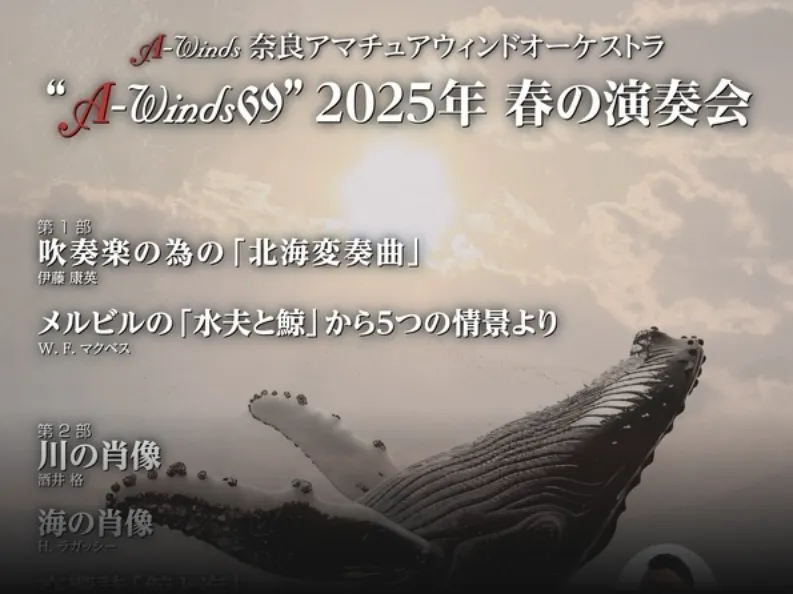 A-Winds 奈良アマチュアウィンドオーケストラ
“A-Winds69” 2025年 春の演奏会
第1部
吹奏楽の為の「北海変奏曲」
伊藤 康英
メルビルの「水夫と鯨」から5つの情景より
W. F. マクベス
第2部
川の肖像
酒井 格
海の肖像
H. ラガッシー